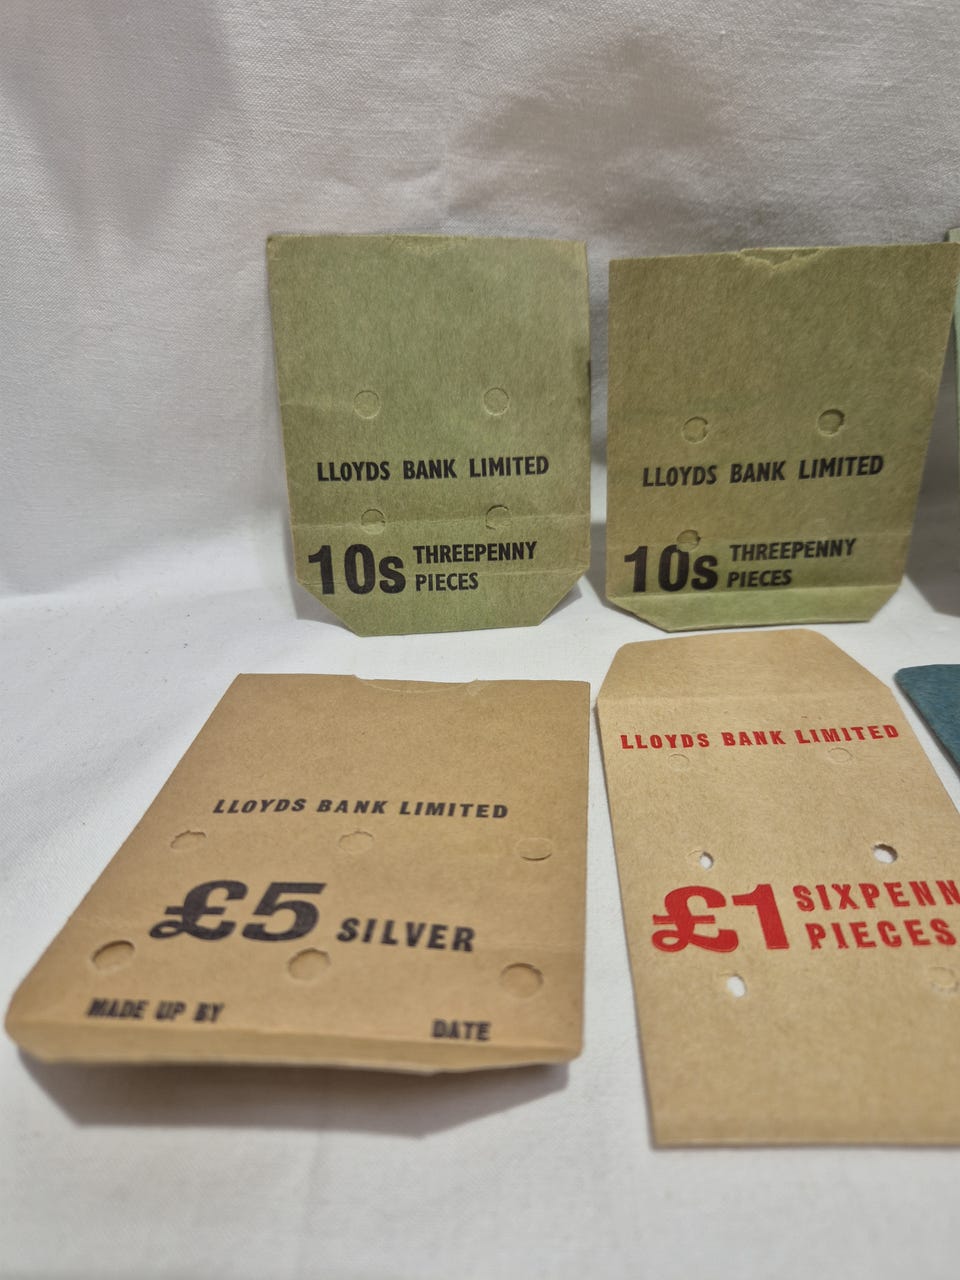 LLOYDS BANK LIMITED
10s THREEPENNY
PIECES
LLOYDS BANK LIMITED
10s THREEPENNY
PIECES
LLOYDS BANK LIMITED
£5 SILVER
MADE UP BY
DATE
LLOYDS BANK LIMITED
£1 SIXPENN
PIECES